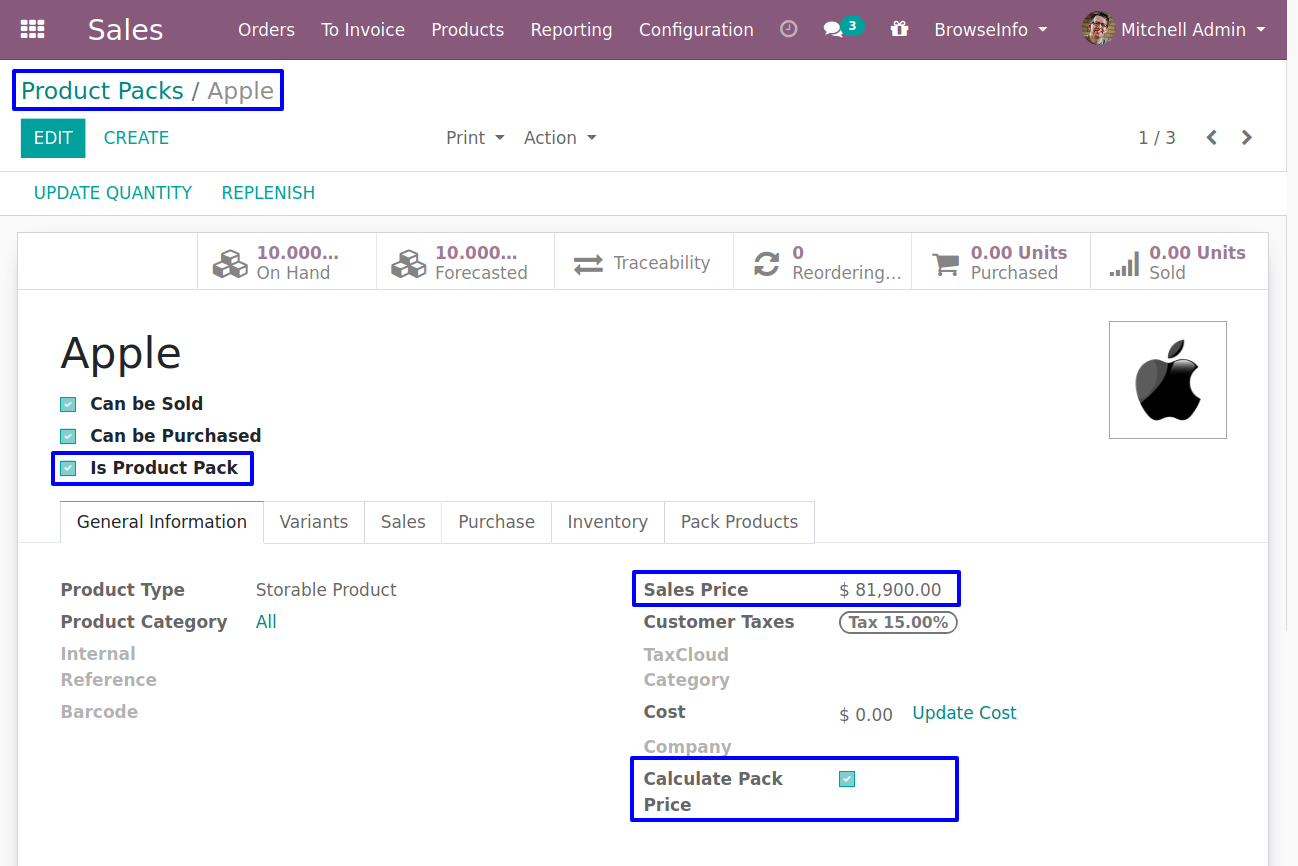 Sales Orders To Invoice Products Reporting Configuration 3 BrowseInfo Mitchell Admin
Product Packs / Apple
EDIT CREATE Print Action 1 / 3
UPDATE QUANTITY REPLENISH
10.000... 10.000... Traceability 0 0.00 Units 0.00 Units
On Hand Forecasted Reordering... Purchased Sold
Apple
Can be Sold
Can be Purchased
Is Product Pack
General Information Variants Sales Purchase Inventory Pack Products
Product Type Storable Product Sales Price $ 81,900.00
Product Category All Customer Taxes Tax 15.00%
Internal TaxCloud
Reference Category
Barcode Cost $ 0.00 Update Cost
Company
Calculate Pack
Price